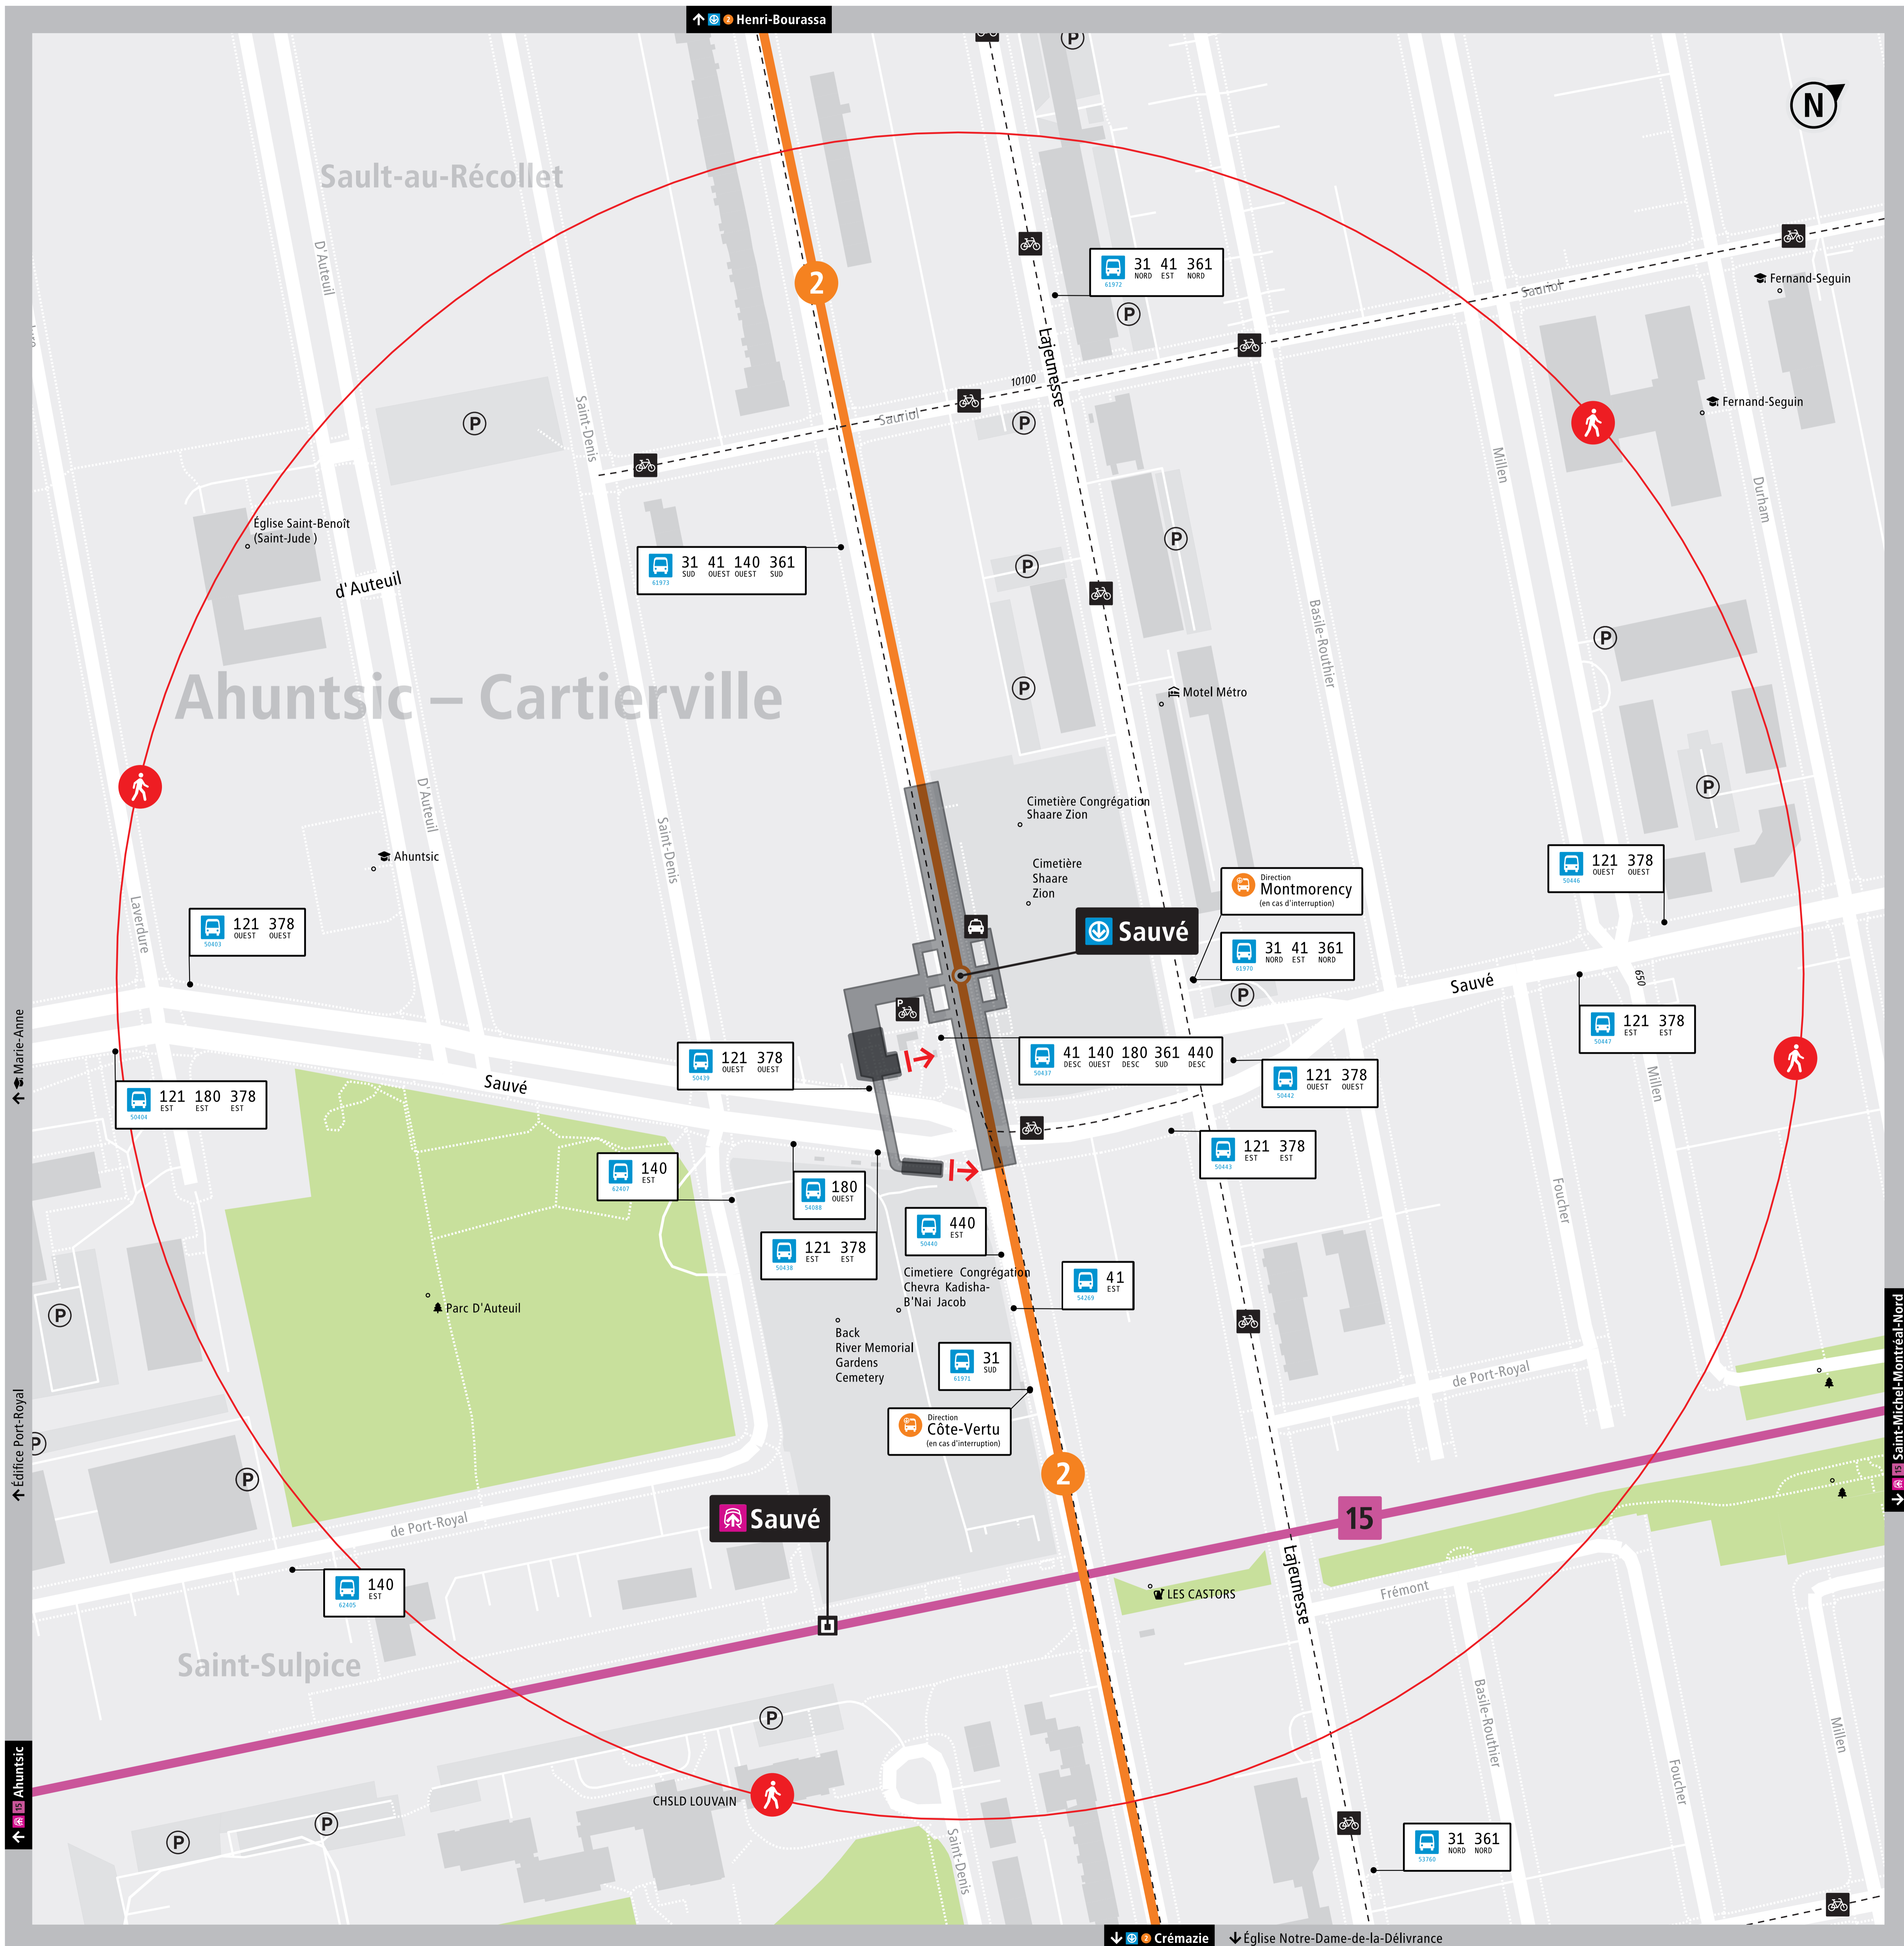 2 Henri-Bourassa
P
N
Sault-au-Récollet
D'Auteuil
2
31 41 361
NORD EST NORD
61972
P
Sauriol
Fernand-Seguin
Lajeunesse
10100
Sauriol
P
P
Saint-Denis
Fernand-Seguin
Millen
Durham
Église Saint-Benoît
(Saint-Jude )
31 41 140 361
SUD OUEST OUEST SUD
61973
P
P
d'Auteuil
Basile-Routhier
P
Ahuntsic – Cartierville
P
Motel Métro
P
D'Auteuil
Saint-Denis
Cimetière Congrégation
Shaare Zion
Ahuntsic
Cimetière
Shaare
Zion
Direction
Montmorency
(en cas d'interruption)
121 378
OUEST OUEST
50446
Laverdure
121 378
OUEST OUEST
50403
Sauvé
31 41 361
NORD EST NORD
61970
P
Sauvé
650
P
121 378
EST EST
50447
Marie-Anne
121 180 378
EST EST EST
50404
Sauvé
121 378
OUEST OUEST
50439
41 140 180 361 440
DESC OUEST DESC SUD DESC
50437
121 378
OUEST OUEST
50442
Millen
121 378
EST EST
50443
140
EST
62407
180
OUEST
54088
Foucher
440
EST
50440
121 378
EST EST
50438
Cimetiere Congrégation
Chevra Kadisha-
B'Nai Jacob
41
EST
54269
Parc D'Auteuil
P
Back
River Memorial
Gardens
Cemetery
31
SUD
61971
de Port-Royal
Saint-Michel-Montréal-Nord
15
Direction
Côte-Vertu
(en cas d'interruption)
Édifice Port-Royal
P
P
2
de Port-Royal
Sauvé
15
Lajeunesse
Frémont
LES CASTORS
140
EST
62405
Saint-Sulpice
Basile-Routhier
Millen
Foucher
P
CHSLD LOUVAIN
Ahuntsic
15
P
P
Saint-Denis
31 361
NORD NORD
53760
2 Crémazie
Église Notre-Dame-de-la-Délivrance